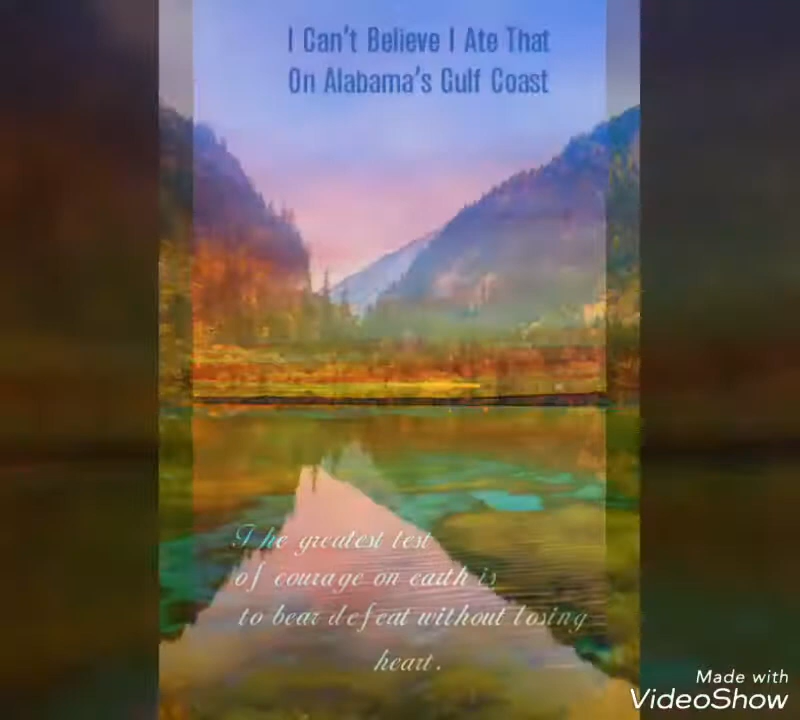 I Can't Believe I Ate That
On Alabama's Gulf Coast
The greatest test
of courage on earth is
to bear defeat without losing
heart.
Made with
VideoShow